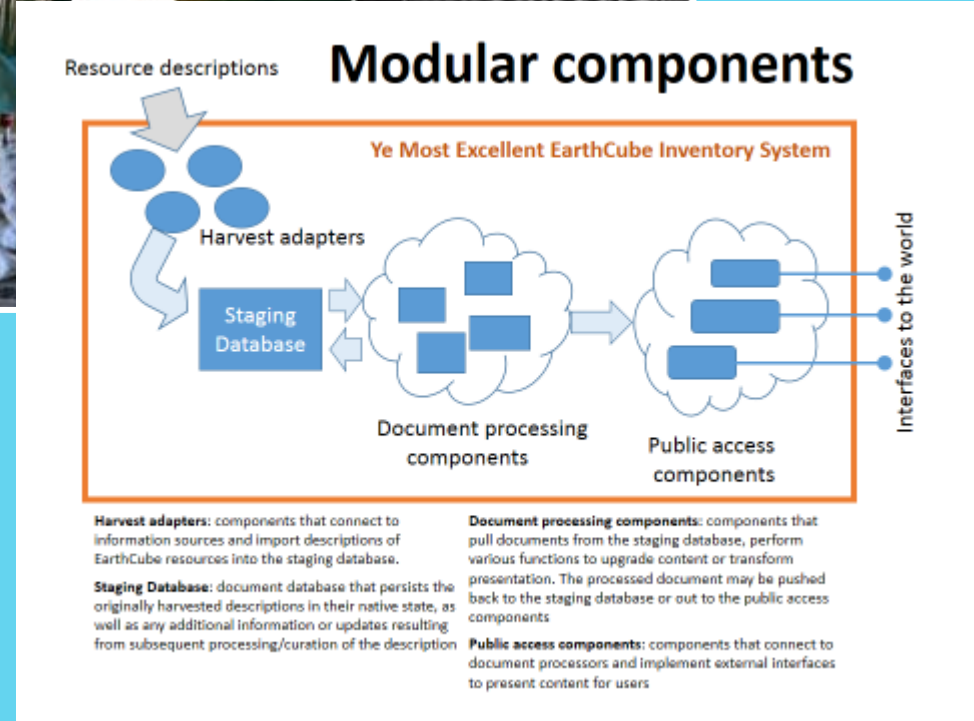 Modular components
Resource descriptions
Ye Most Excellent EarthCube Inventory System
Harvest adapters
Staging
Database
Document processing
components
Public access
components
Interfaces to the world
Harvest adapters: components that connect to
information sources and import descriptions of
EarthCube resources into the staging database.
Staging Database: document database that persists the
originally harvested descriptions in their native state, as
well as any additional information or updates resulting
from subsequent processing/curation of the description
Document processing components: components that
pull documents from the staging database, perform
various functions to upgrade content or transform
presentation. The processed document may be pushed
back to the staging database or out to the public access
components
Public access components: components that connect to
document processors and implement external interfaces
to present content for users